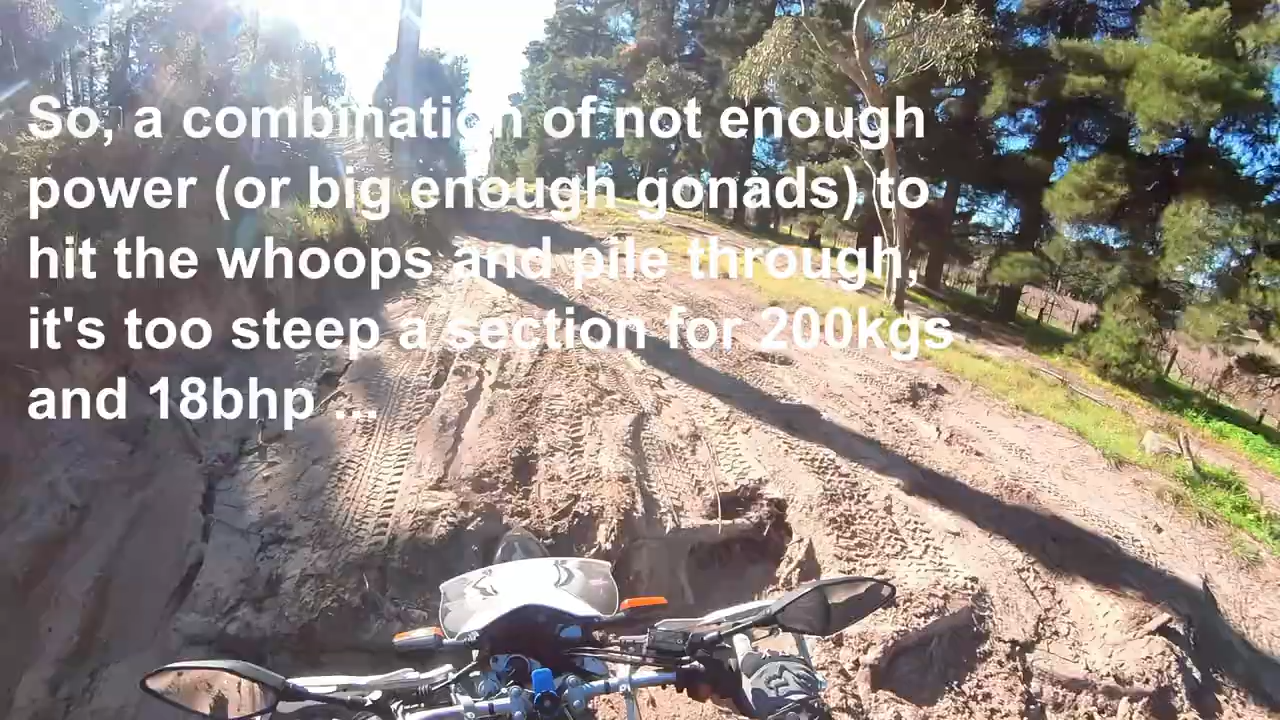 So, a combination of not enough
power (or big enough gonads) to
hit the whoops and pile through,
it's too steep a section for 200kgs
and 18bhp ...